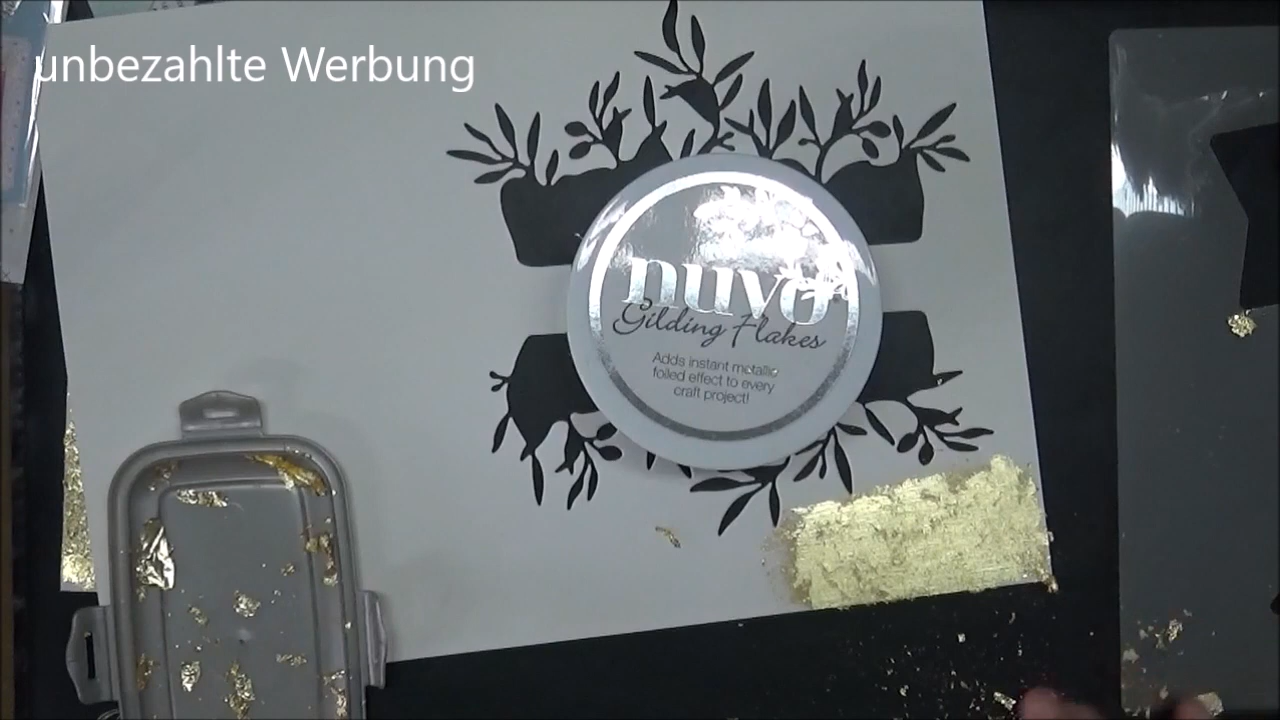 unbezahlte Werbung
nuvo
Gilding Flakes
Adds instant metallic
foiled effect to every
craft project!